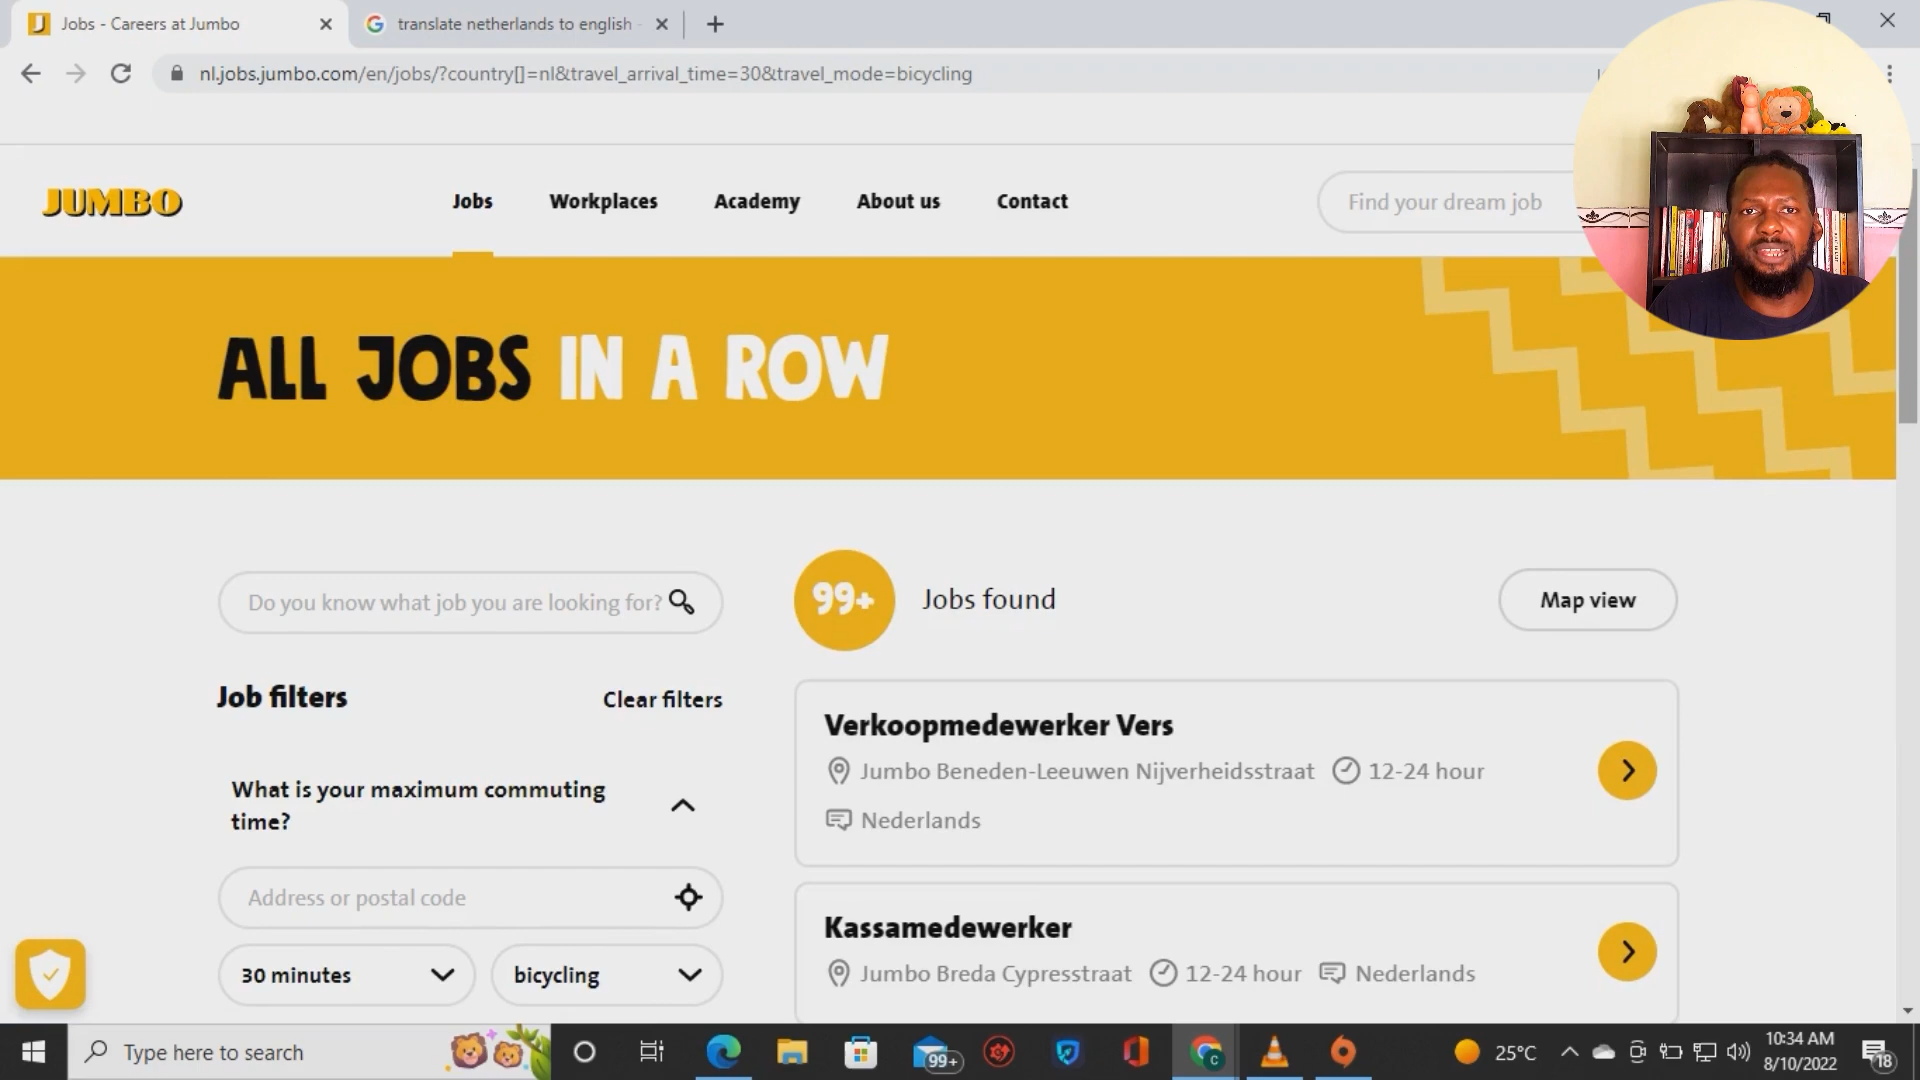 Jobs - Careers at Jumbo
translate netherlands to english
nl.jobs.jumbo.com/en/jobs/?country[]=nl&travel_arrival_time=30&travel_mode=bicycling
JUMBO
Jobs
Workplaces
Academy
About us
Contact
Find your dream job
ALL JOBS IN A ROW
Do you know what job you are looking for?
99+
Jobs found
Map view
Job filters
Clear filters
What is your maximum commuting
time?
Address or postal code
30 minutes
bicycling
Verkoopmedewerker Vers
Jumbo Beneden-Leeuwen Nijverheidsstraat
12-24 hour
Nederlands
Kassamedewerker
Jumbo Breda Cypresstraat
12-24 hour
Nederlands
Type here to search
99+
C
25°C
10:34 AM
8/10/2022
18